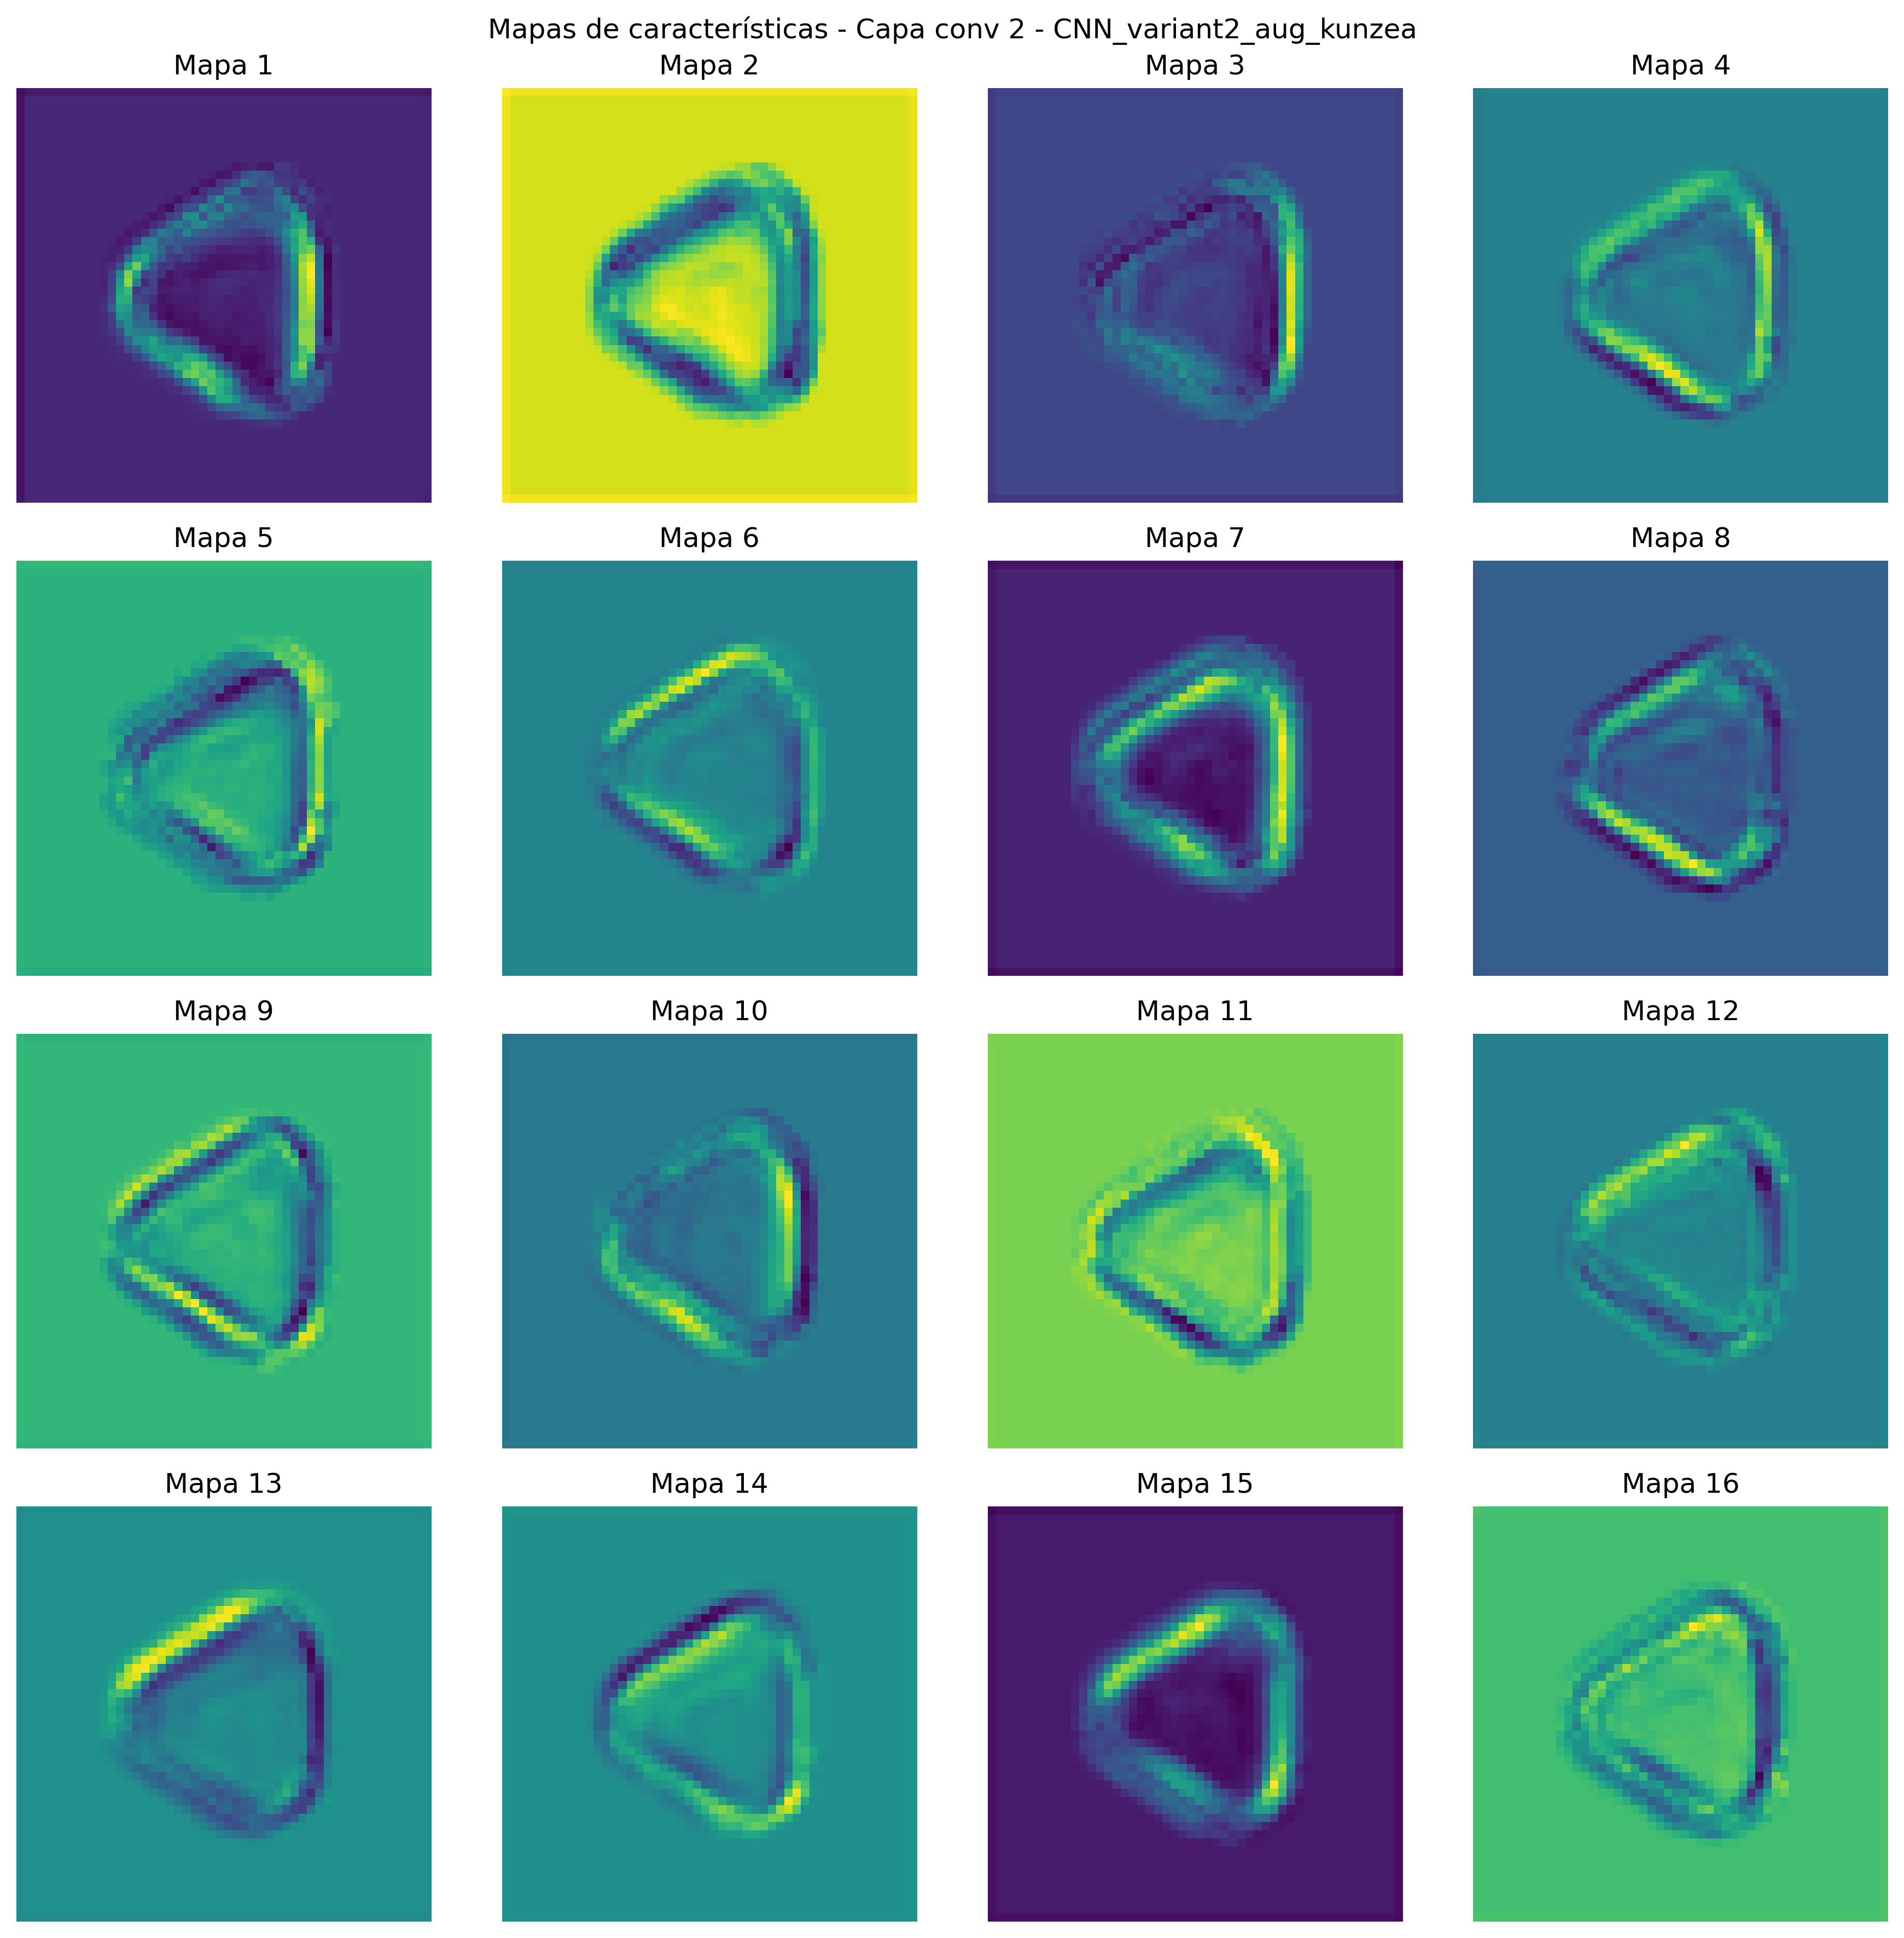 Mapas de características - Capa conv 2 - CNN_variant2_aug_kunzea
Mapa 1
Mapa 2
Mapa 3
Mapa 4
Mapa 5
Mapa 6
Mapa 7
Mapa 8
Mapa 9
Mapa 10
Mapa 11
Mapa 12
Mapa 13
Mapa 14
Mapa 15
Mapa 16